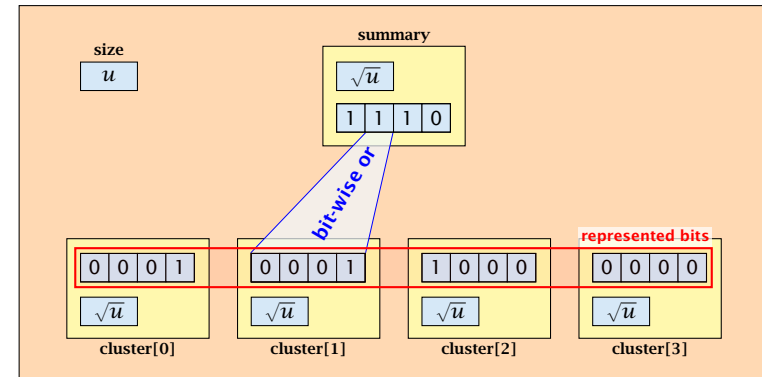 size
u
summary
√u
1 1 1 0
bit-wise or
represented bits
0 0 0 1
0 0 0 1
1 0 0 0
0 0 0 0
√u
√u
√u
√u
cluster[0]
cluster[1]
cluster[2]
cluster[3]